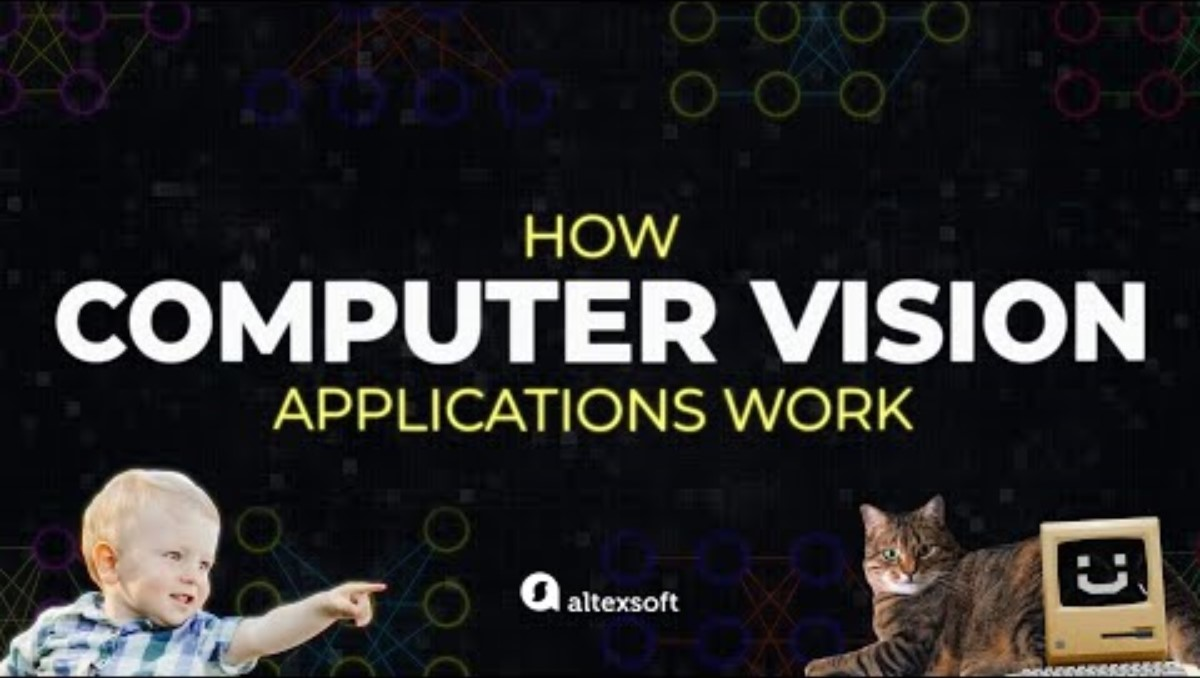 HOW
COMPUTER VISION
APPLICATIONS WORK
altexsoft